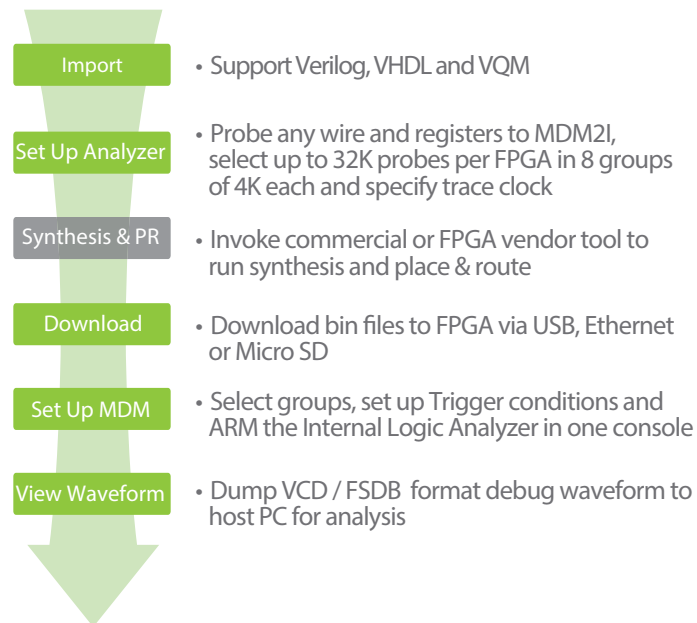 Import
• Support Verilog, VHDL and VQM
Set Up Analyzer
• Probe any wire and registers to MDM2I,
select up to 32K probes per FPGA in 8 groups
of 4K each and specify trace clock
Synthesis & PR
• Invoke commercial or FPGA vendor tool to
run synthesis and place & route
Download
• Download bin files to FPGA via USB, Ethernet
or Micro SD
Set Up MDM
• Select groups, set up Trigger conditions and
ARM the Internal Logic Analyzer in one console
View Waveform
• Dump VCD / FSDB format debug waveform to
host PC for analysis